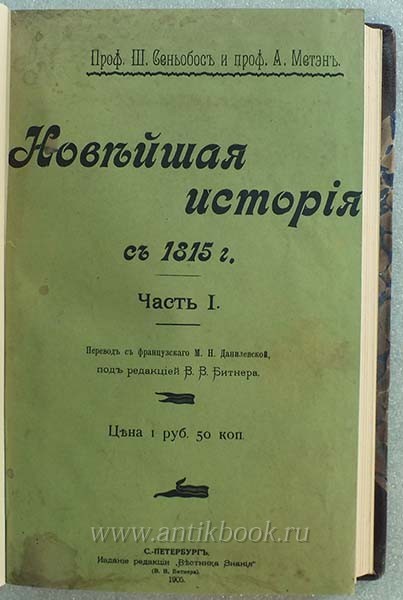 Проф. Ш. Сеньобосъ и проф. А. Метэнъ.
Новѣйшая
исторія
съ 1815 г.
Часть I.
Переводъ съ французскаго М. Н. Данилевской,
подъ редакціей В. В. Битнера.
Цѣна 1 руб. 50 коп.
www.antikbook.ru
С.-ПЕТЕРБУРГЪ.
Изданіе редакціи „Вѣстника Знанія“
(В. В. Битнера).
1905.